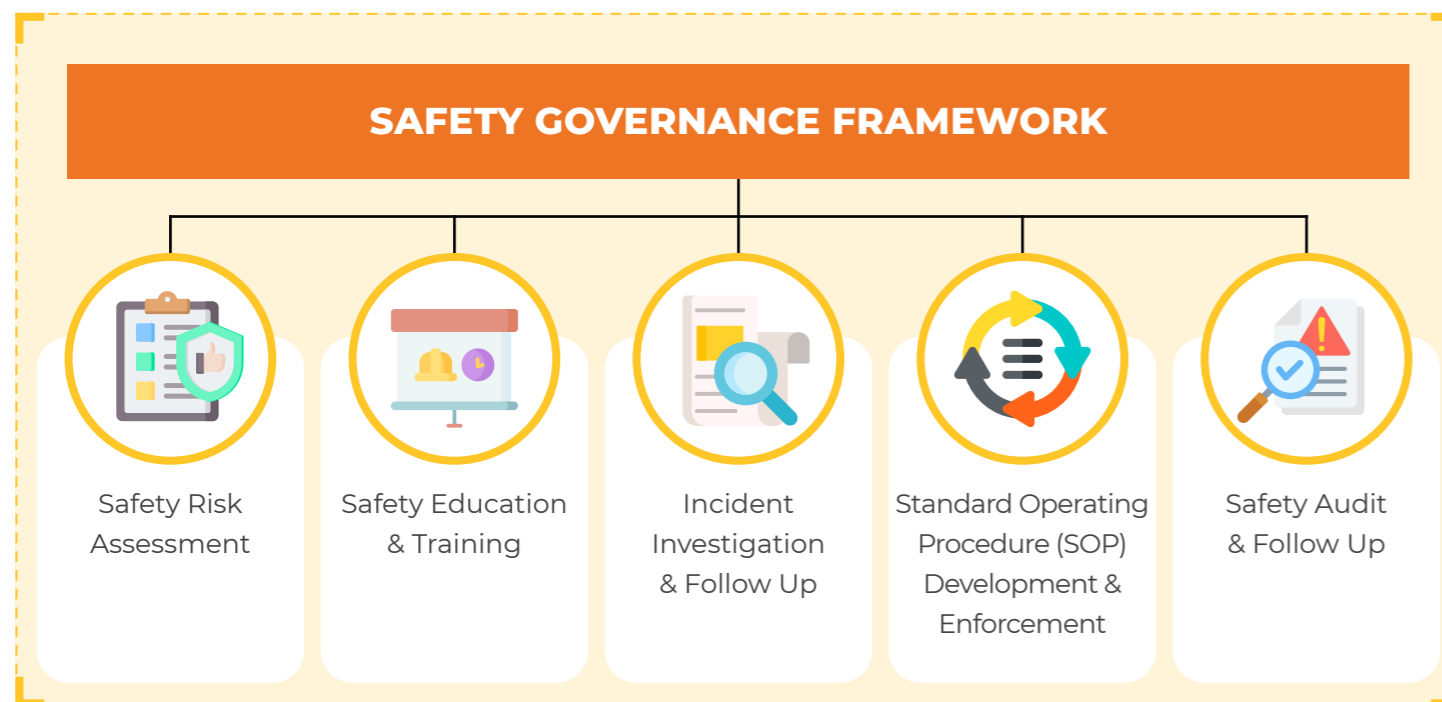 SAFETY GOVERNANCE FRAMEWORK
Safety Risk
Assessment
Safety Education
& Training
Incident
Investigation
& Follow Up
Standard Operating
Procedure (SOP)
Development &
Enforcement
Safety Audit
& Follow Up